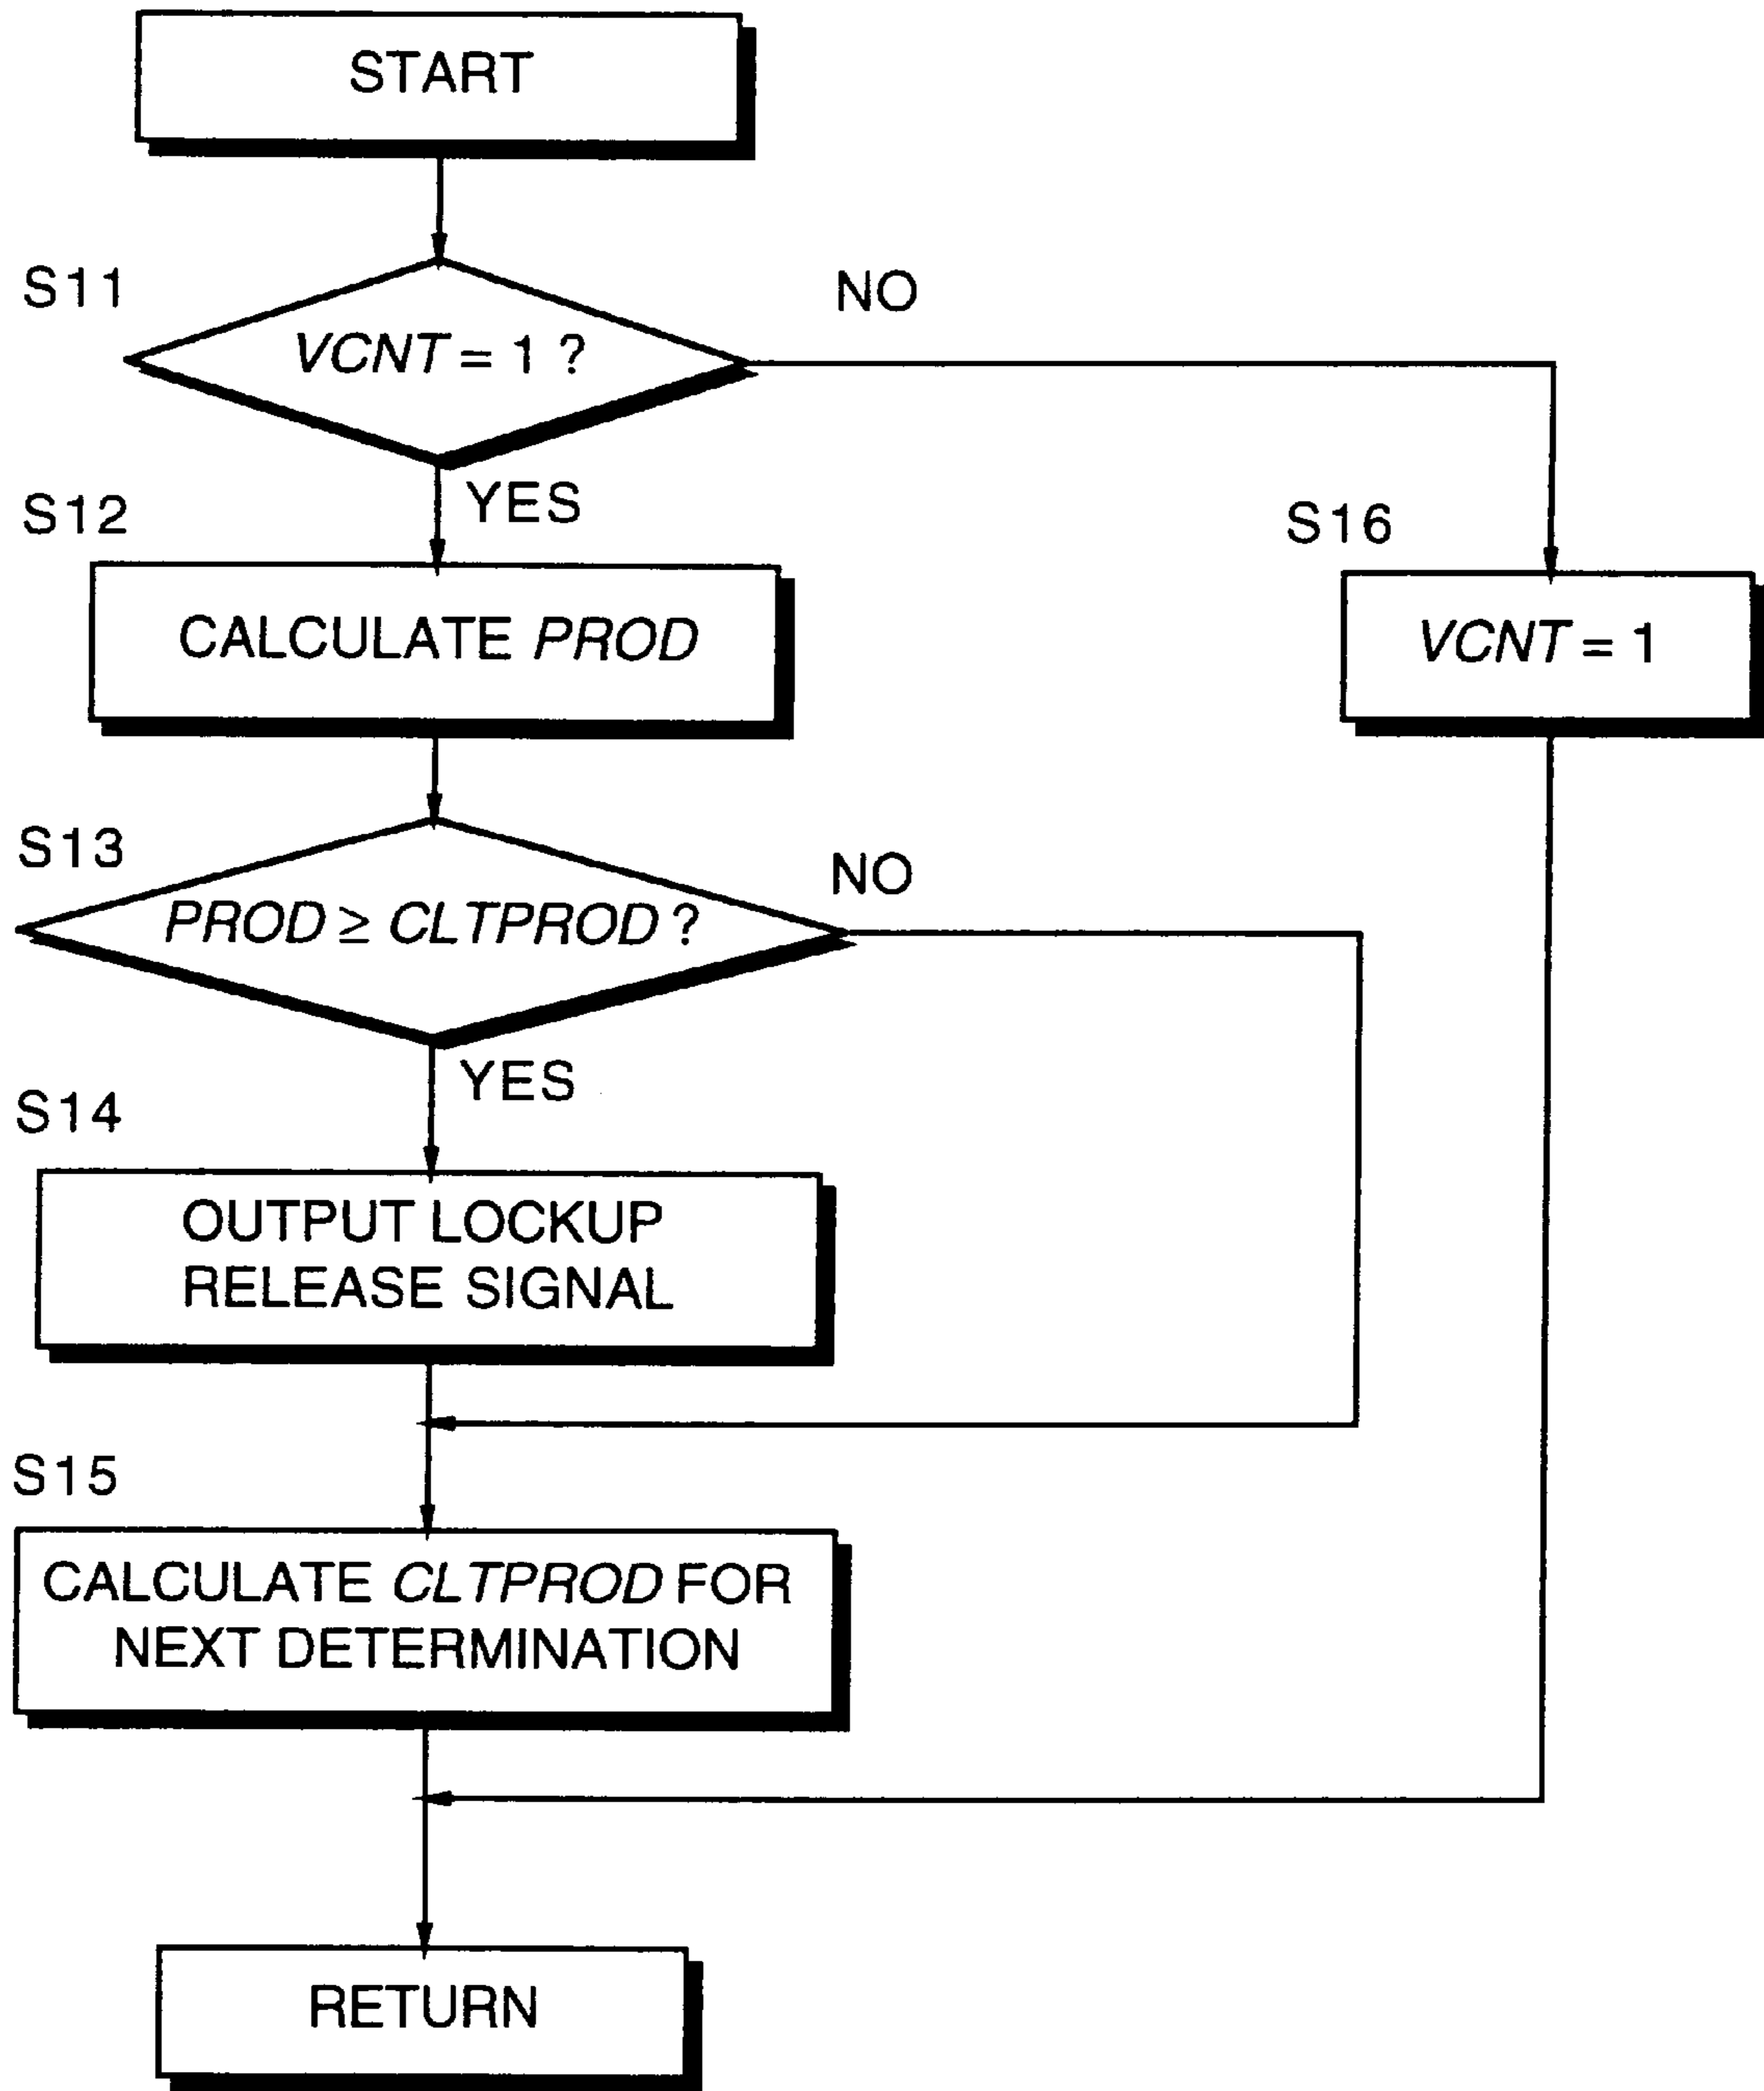 START
S11
VCNT = 1 ?
NO
YES
S12
CALCULATE PROD
S16
VCNT = 1
S13
PROD ≥ CLTPROD ?
NO
YES
S14
OUTPUT LOCKUP
RELEASE SIGNAL
S15
CALCULATE CLTPROD FOR
NEXT DETERMINATION
RETURN